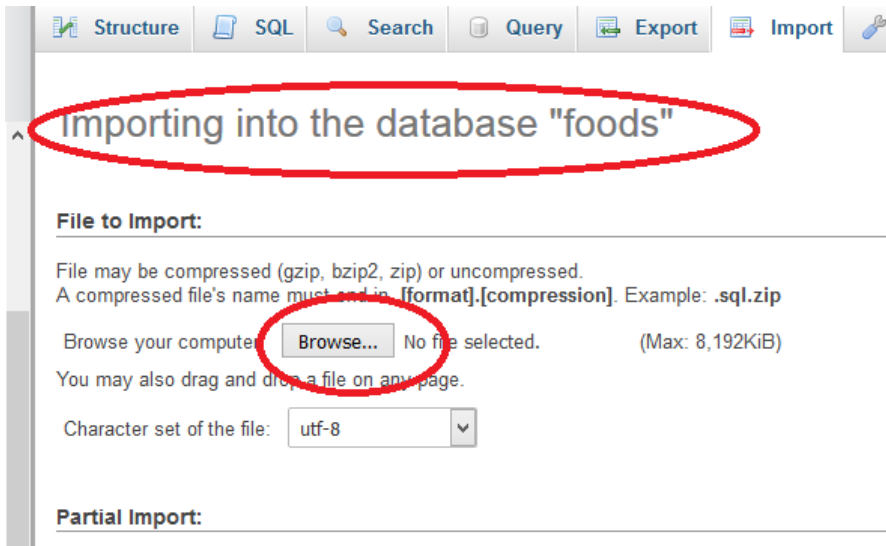 Structure SQL Search Query Export Import
Importing into the database "foods"
File to Import:
File may be compressed (gzip, bzip2, zip) or uncompressed.
A compressed file's name must end in .[format].[compression]. Example: .sql.zip
Browse your computer: Browse... No file selected. (Max: 8,192KiB)
You may also drag and drop a file on any page.
Character set of the file: utf-8
Partial Import: